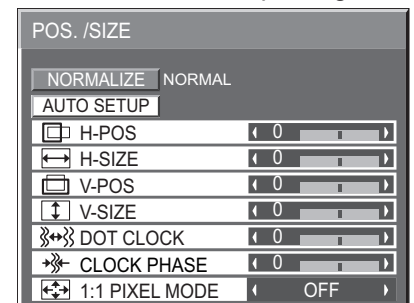 POS. /SIZE
NORMALIZE NORMAL
AUTO SETUP
H-POS 0
H-SIZE 0
V-POS 0
V-SIZE 0
DOT CLOCK 0
CLOCK PHASE 0
1:1 PIXEL MODE OFF